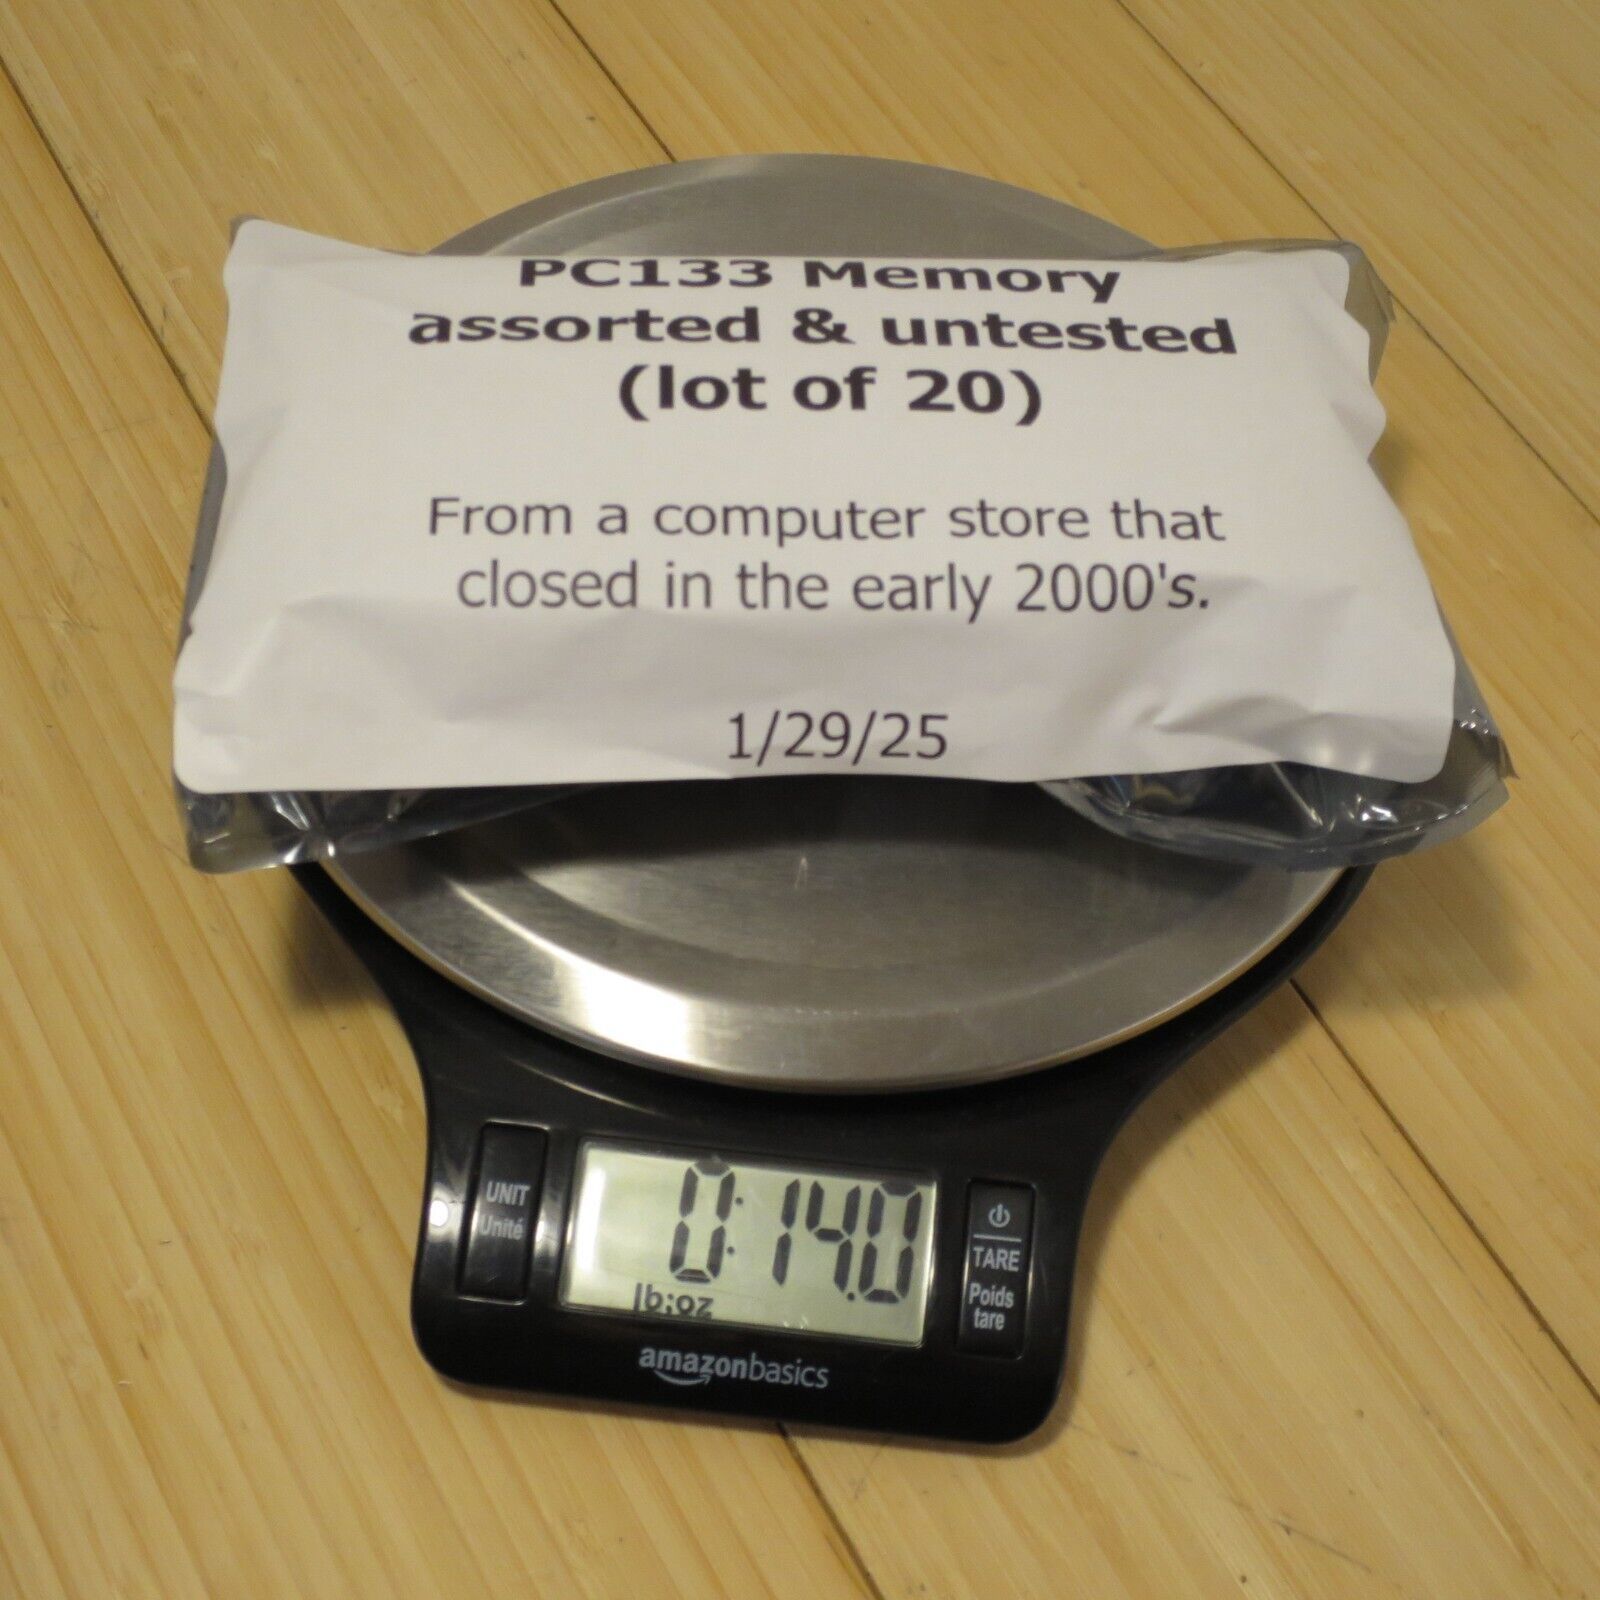 PC133 Memory
assorted & untested
(lot of 20)
From a computer store that
closed in the early 2000's.
1/29/25
UNIT
Unité
0:14.0
lb:oz
TARE
Poids
tare
amazonbasics